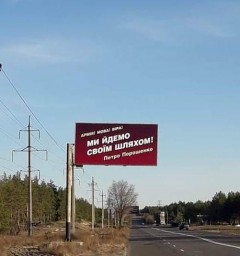 АРМІЯ! МОВА! ВІРА!
МИ ЙДЕМО
СВОЇМ ШЛЯХОМ!
Петро Порошенко